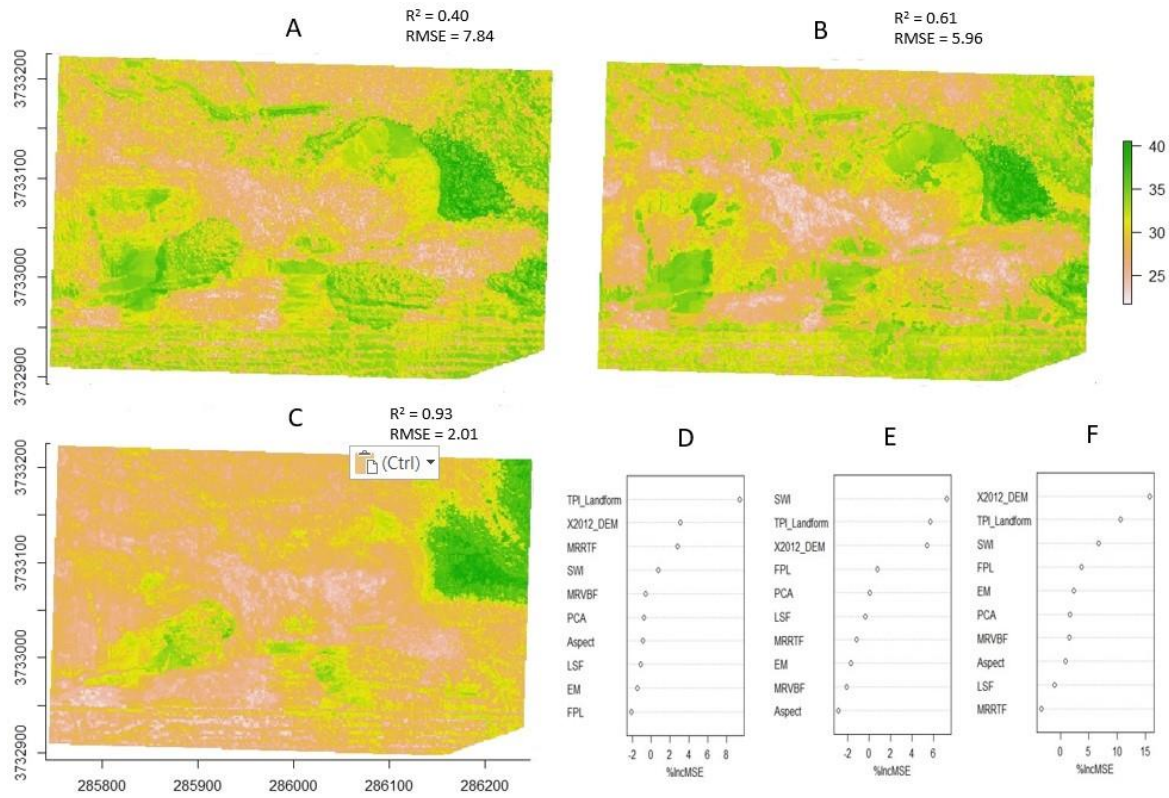 A
R² = 0.40
RMSE = 7.84
B
R² = 0.61
RMSE = 5.96
3733200
3733100
3733000
3732900
40
35
30
25
C
R² = 0.93
RMSE = 2.01
(Ctrl)
3733200
3733100
3733000
3732900
285800 285900 286000 286100 286200
D
TPI_Landform
X2012_DEM
MRRTF
SWI
MRVBF
PCA
Aspect
LSF
EM
FPL
-2 0 2 4 6 8
%IncMSE
E
SWI
TPI_Landform
X2012_DEM
FPL
PCA
LSF
MRRTF
EM
MRVBF
Aspect
-2 0 2 4 6
%IncMSE
F
X2012_DEM
TPI_Landform
SWI
FPL
EM
PCA
MRVBF
Aspect
LSF
MRRTF
0 5 10 15
%IncMSE